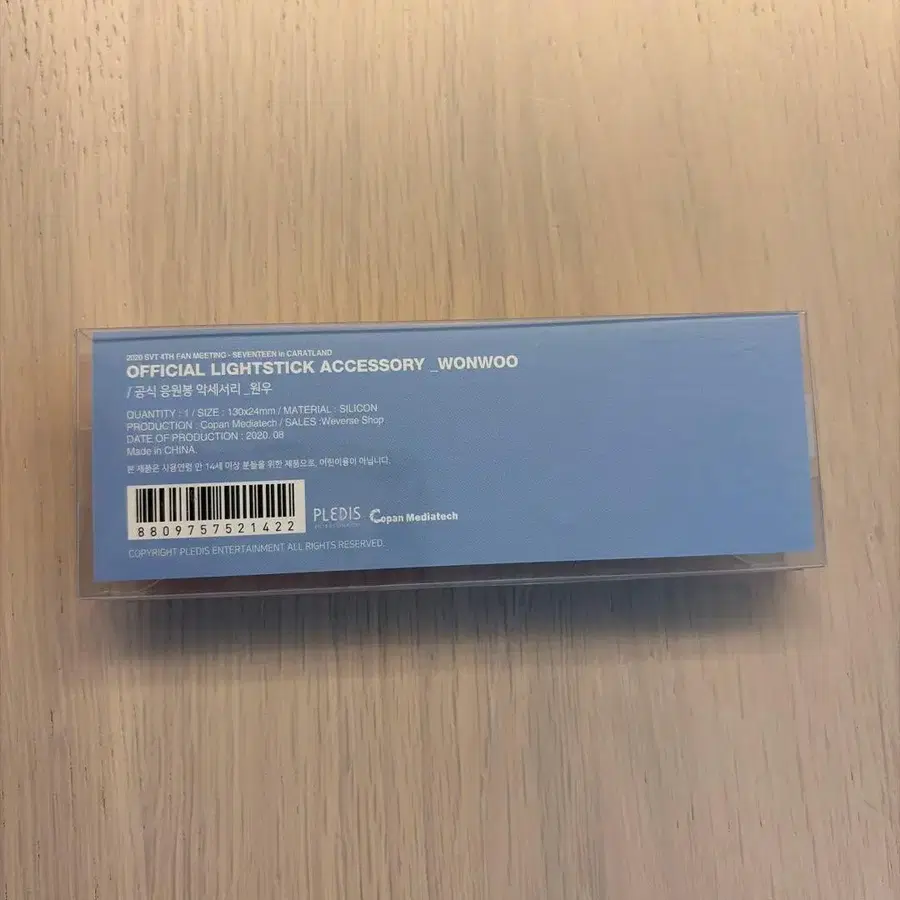 2020 SVT 4TH FAN MEETING - SEVENTEEN in CARATLAND
OFFICIAL LIGHTSTICK ACCESSORY _WONWOO
/ 공식 응원봉 악세서리 _원우
QUANTITY : 1 / SIZE : 130x24mm / MATERIAL : SILICON
PRODUCTION : Copan Mediatech / SALES :Weverse Shop
DATE OF PRODUCTION : 2020. 08
Made in CHINA.
본 제품은 사용연령 만 14세 이상 분들을 위한 제품으로, 어린이용이 아닙니다.
8809757521422
PLEDIS
Copan Mediatech
COPYRIGHT PLEDIS ENTERTAINMENT ALL RIGHTS RESERVED.